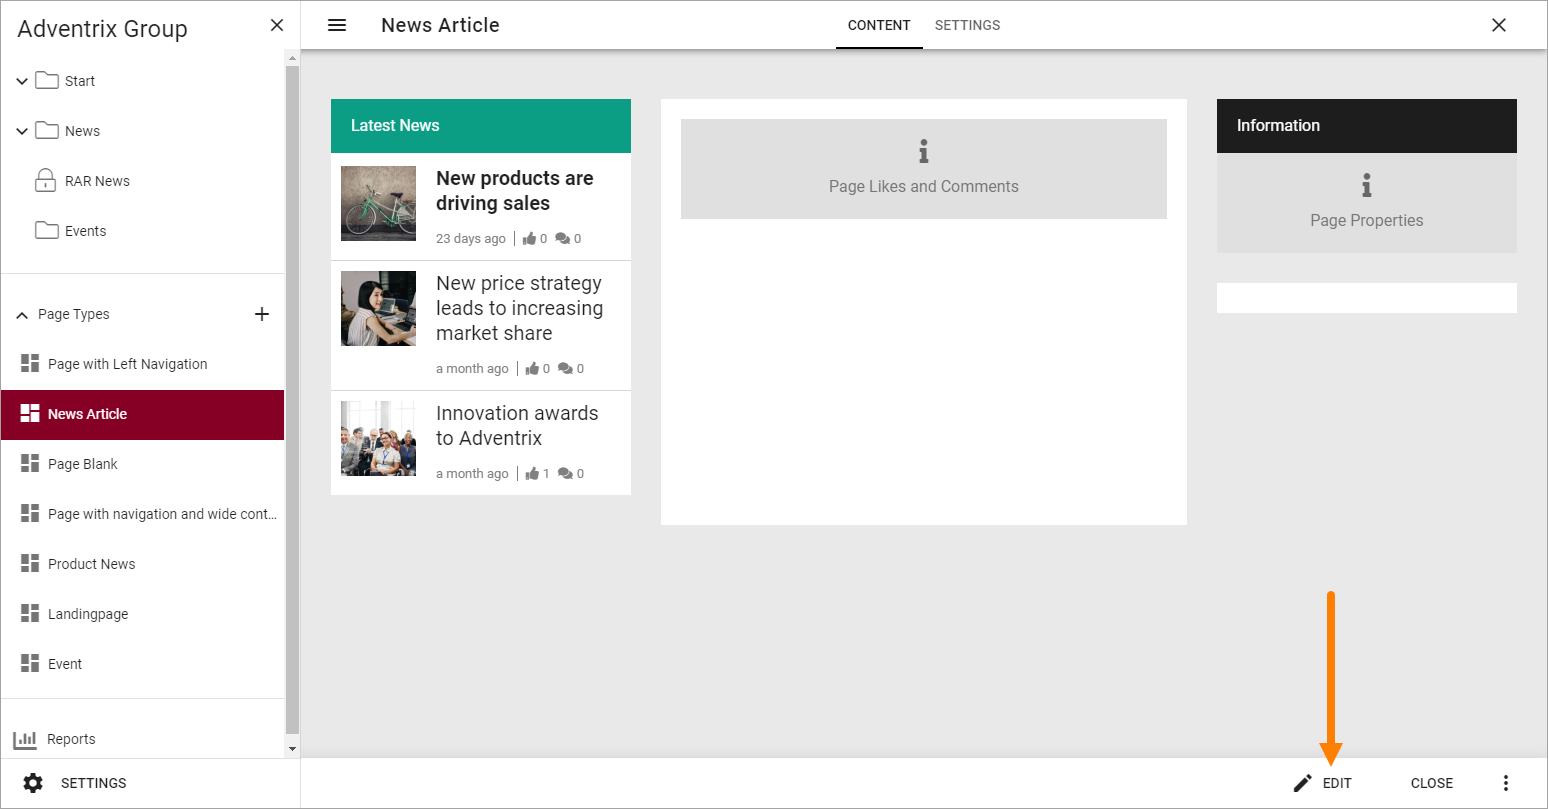 Adventrix Group
Start
News
RAR News
Events
Page Types
Page with Left Navigation
News Article
Page Blank
Page with navigation and wide cont...
Product News
Landingpage
Event
Reports
SETTINGS
News Article
CONTENT SETTINGS
Latest News
New products are
driving sales
23 days ago | 0 0
New price strategy
leads to increasing
market share
a month ago | 0 0
Innovation awards
to Adventrix
a month ago | 1 0
Page Likes and Comments
Information
Page Properties
EDIT CLOSE